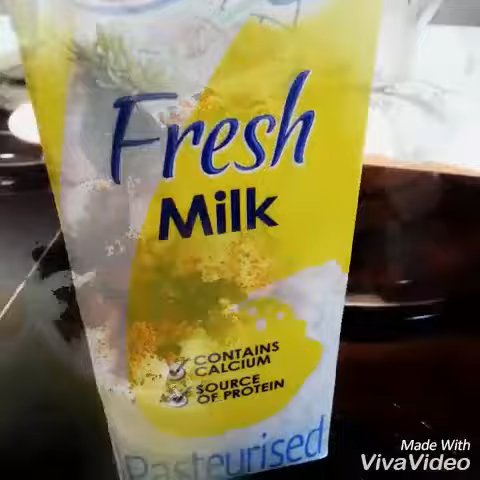 Fresh
Milk
CONTAINS
CALCIUM
SOURCE
OF PROTEIN
Pasteurised
Made With
VivaVideo